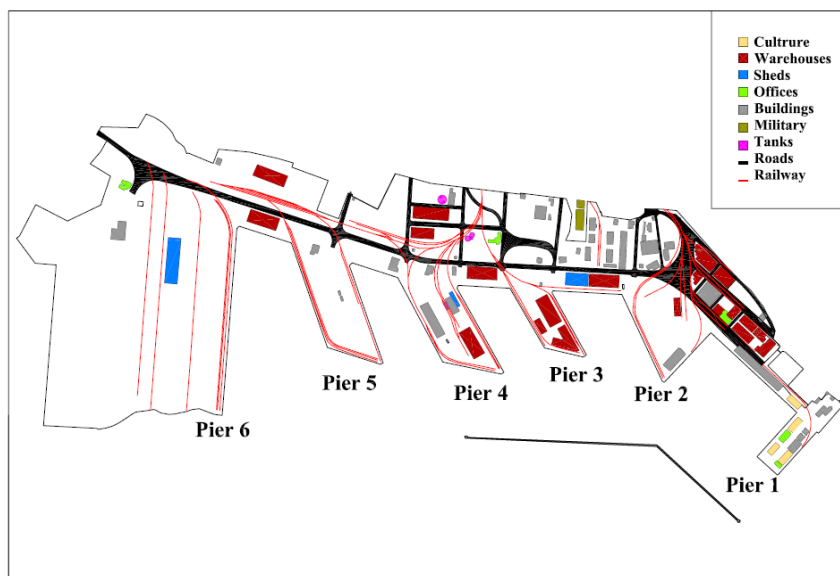 Cultrure
Warehouses
Sheds
Offices
Buildings
Military
Tanks
Roads
Railway
Pier 6
Pier 5
Pier 4
Pier 3
Pier 2
Pier 1